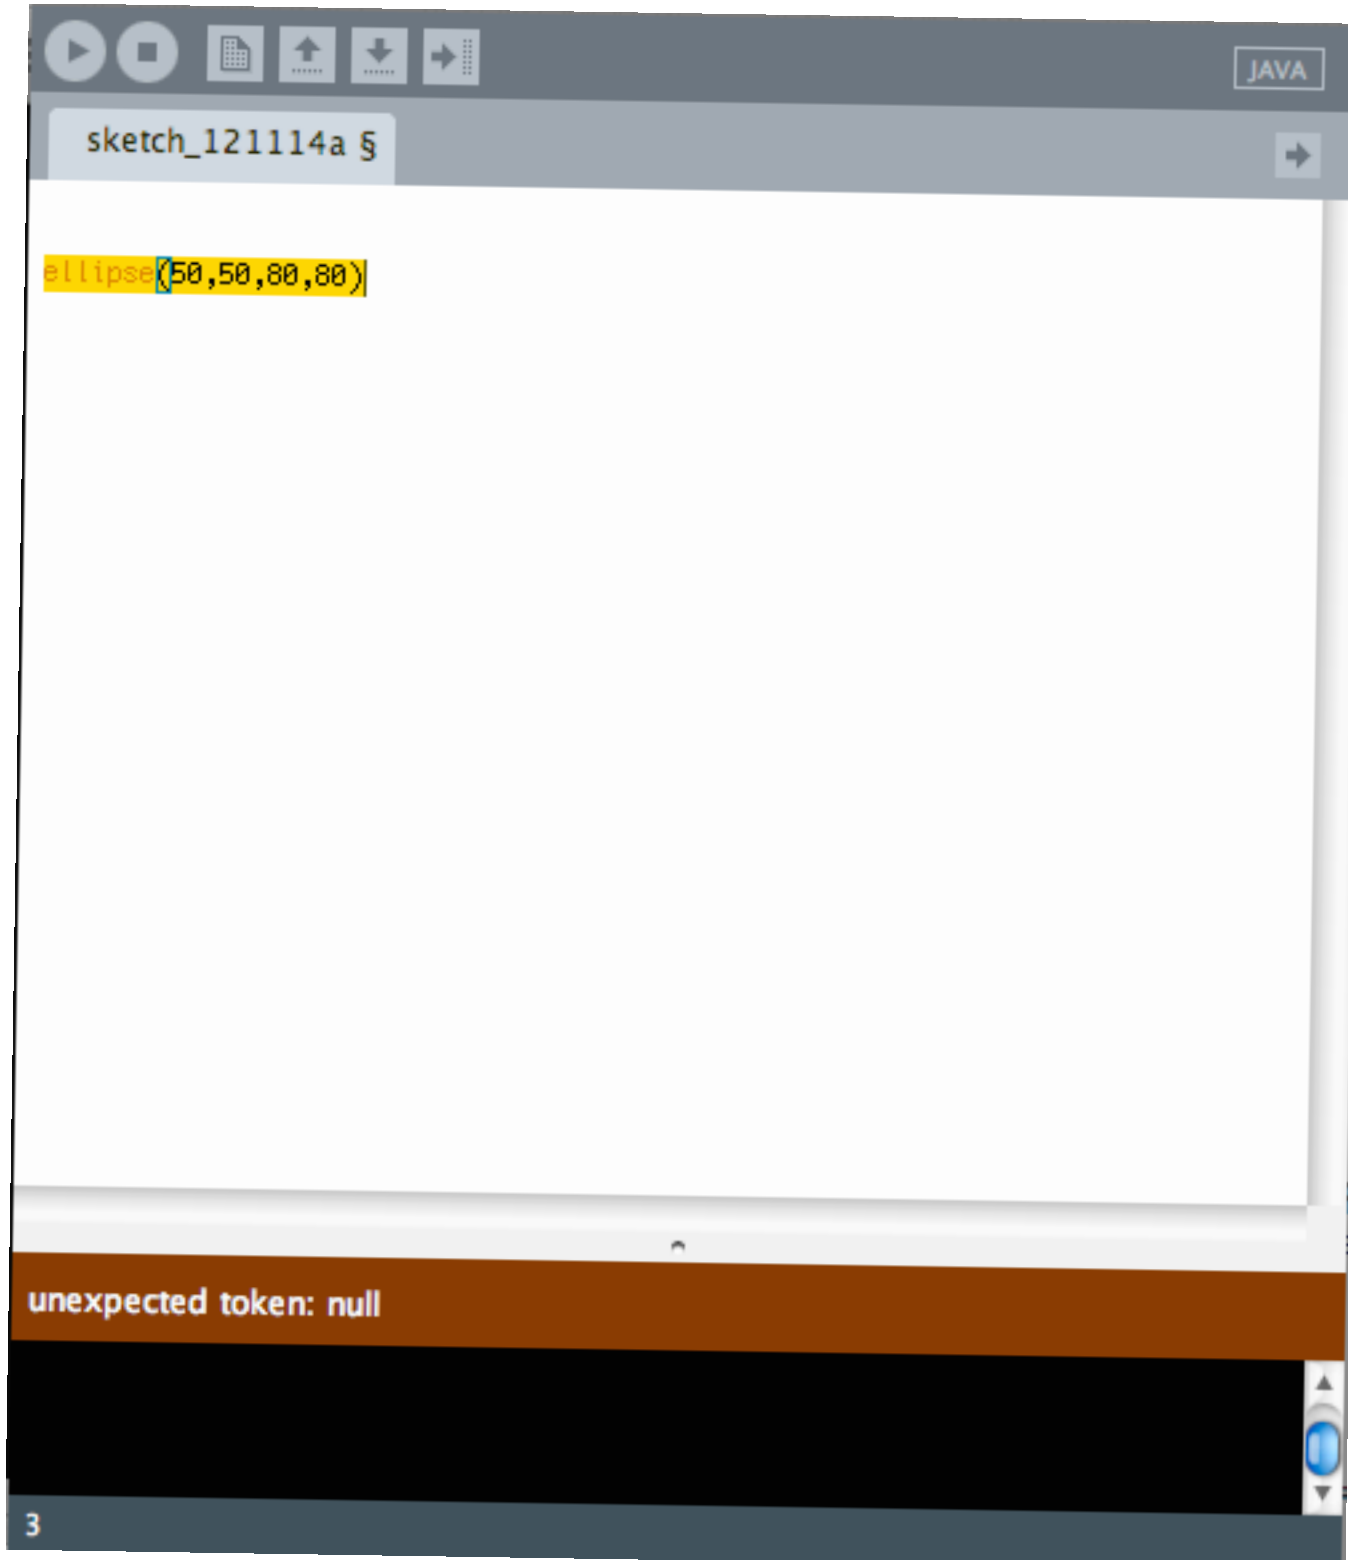 JAVA
sketch_121114a §
ellipse(50,50,80,80)
unexpected token: null
3